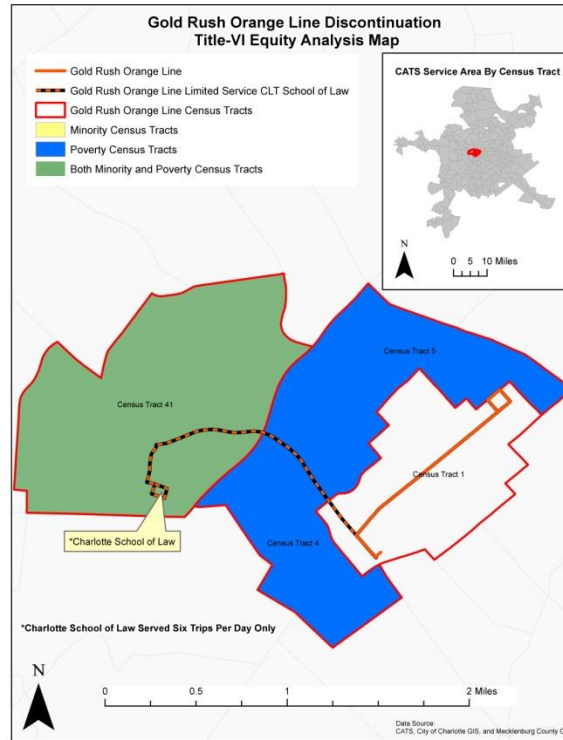 Gold Rush Orange Line Discontinuation
Title-VI Equity Analysis Map
Gold Rush Orange Line
Gold Rush Orange Line Limited Service CLT School of Law
Gold Rush Orange Line Census Tracts
Minority Census Tracts
Poverty Census Tracts
Both Minority and Poverty Census Tracts
CATS Service Area By Census Tract
N
0 5 10 Miles
Census Tract 5
Census Tract 41
Census Tract 1
*Charlotte School of Law
Census Tract 4
*Charlotte School of Law Served Six Trips Per Day Only
N
0 0.5 1 2 Miles
Data Source:
CATS, City of Charlotte GIS, and Mecklenburg County G